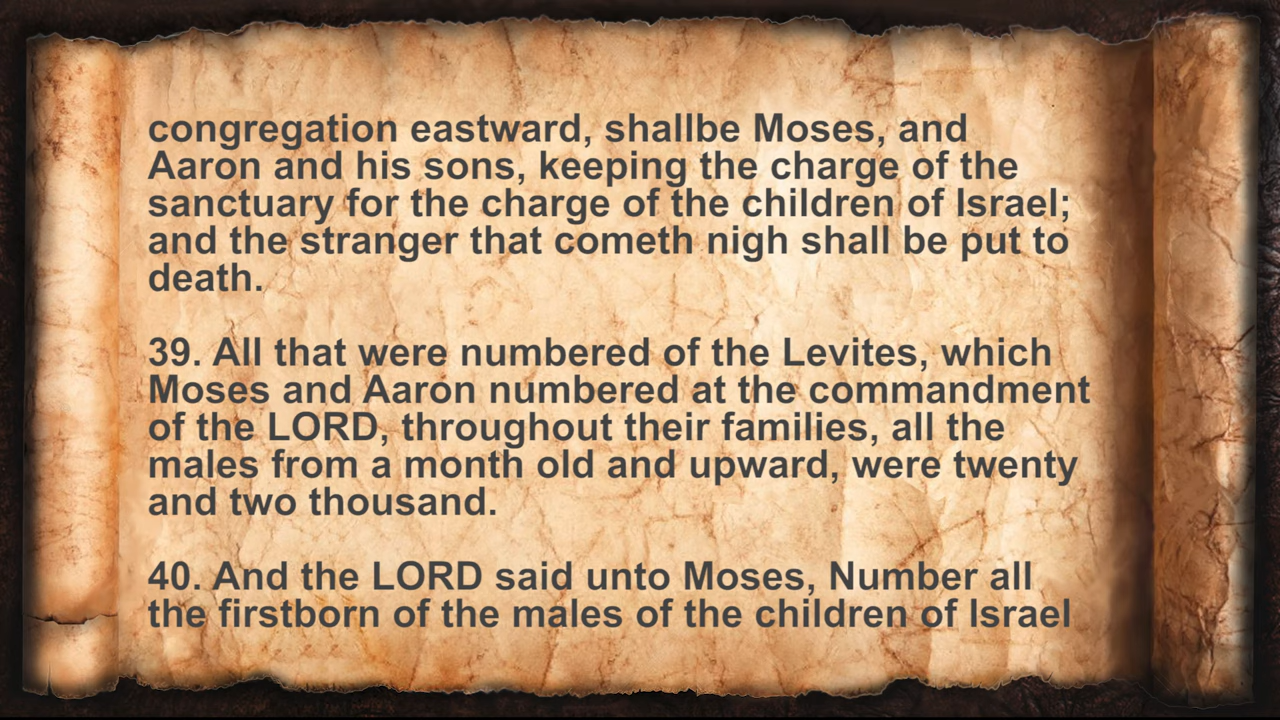 congregation eastward, shallbe Moses, and
Aaron and his sons, keeping the charge of the
sanctuary for the charge of the children of Israel;
and the stranger that cometh nigh shall be put to
death.
39. All that were numbered of the Levites, which
Moses and Aaron numbered at the commandment
of the LORD, throughout their families, all the
males from a month old and upward, were twenty
and two thousand.
40. And the LORD said unto Moses, Number all
the firstborn of the males of the children of Israel